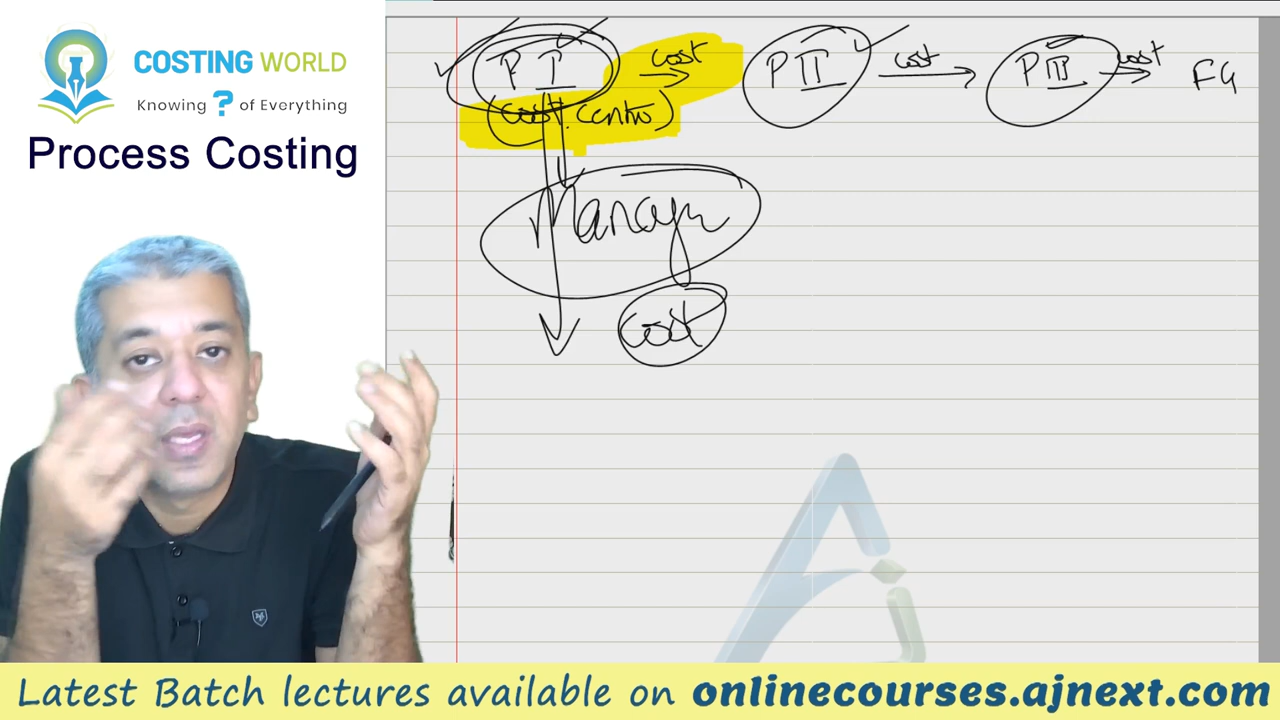 COSTING WORLD
Knowing ? of Everything
Process Costing
P I cost P II cost P III cost FG
(cost centre)
Manager
cost
Latest Batch lectures available on onlinecourses.ajnext.com